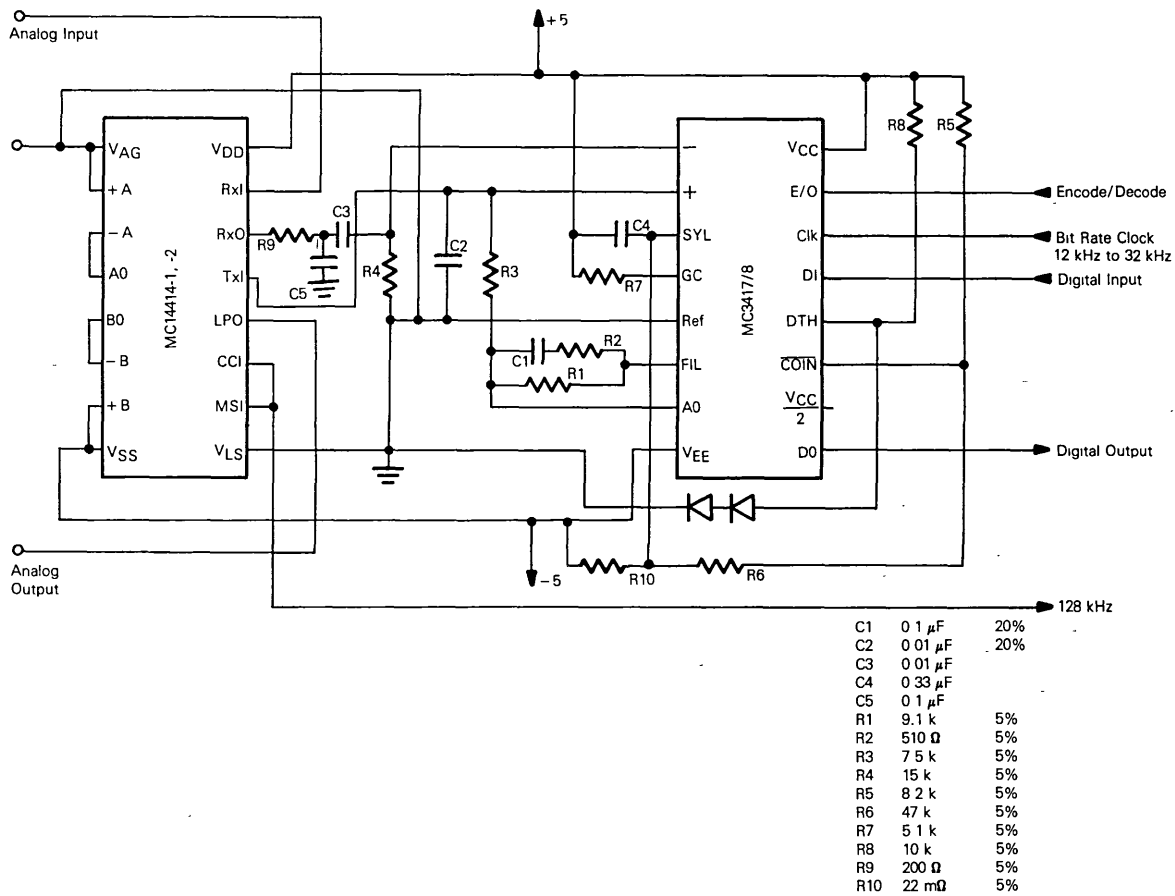 Analog Input
+5
R8
R5
VAG
+A
-A
A0
B0
-B
+B
VSS
MC14414-1, -2
VDD
RxI
RxO
TxI
LPO
CCI
MSI
VLS
R9
C3
C5
R4
C2
R3
C4
R7
C1
R2
R1
-
+
SYL
GC
Ref
FIL
A0
VEE
MC3417/8
VCC
E/O
Clk
DI
DTH
COIN
VCC
2
D0
Encode/Decode
Bit Rate Clock
12 kHz to 32 kHz
Digital Input
Digital Output
R10
R6
-5
Analog
Output
128 kHz
C1 0 1 μF 20%
C2 0 01 μF 20%
C3 0 01 μF
C4 0 33 μF
C5 0 1 μF
R1 9.1 k 5%
R2 510 Ω 5%
R3 7 5 k 5%
R4 15 k 5%
R5 8 2 k 5%
R6 47 k 5%
R7 5 1 k 5%
R8 10 k 5%
R9 200 Ω 5%
R10 22 mΩ 5%